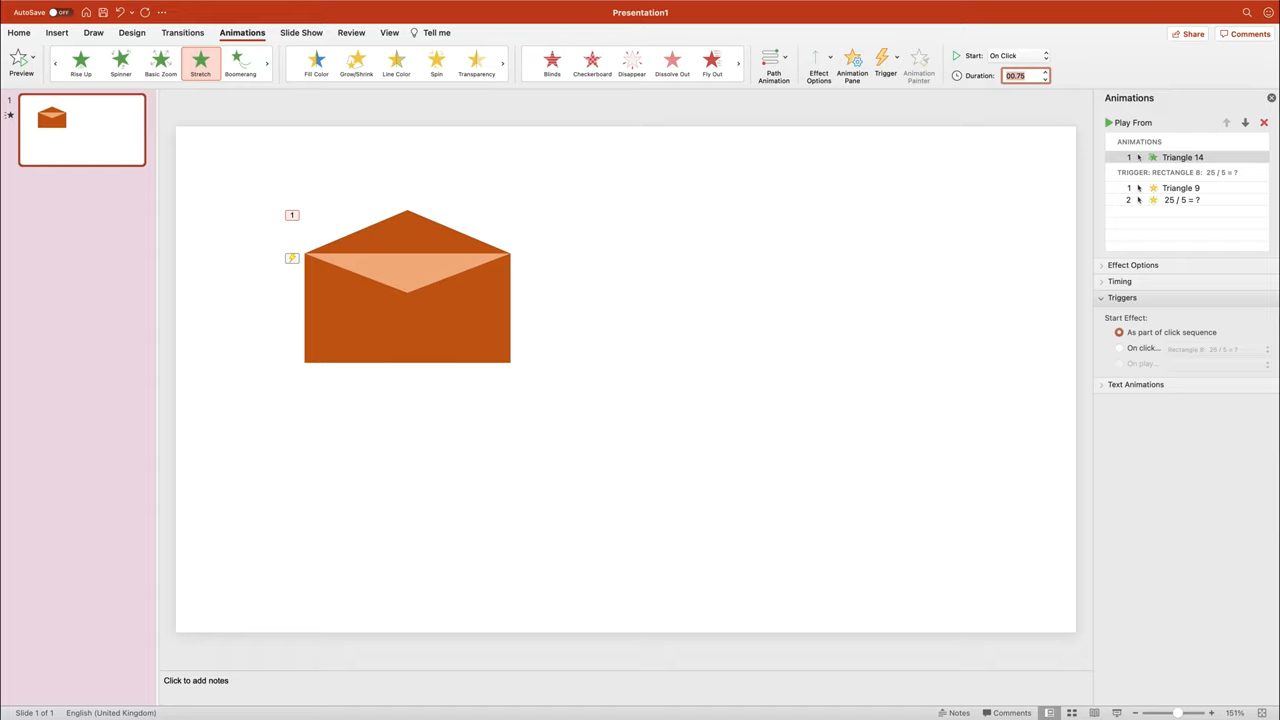 AutoSave OFF
Presentation1
Home Insert Draw Design Transitions Animations Slide Show Review View Tell me
Share Comments
Preview
Rise Up Spinner Basic Zoom Stretch Boomerang
Fill Color Grow/Shrink Line Color Spin Transparency
Blinds Checkerboard Disappear Dissolve Out Fly Out
Path Animation
Effect Options
Animation Pane
Trigger
Animation Painter
Start: On Click
Duration: 00.75
1
Animations
Play From
ANIMATIONS
1 Triangle 14
TRIGGER: RECTANGLE 8: 25 / 5 = ?
1 Triangle 9
2 25 / 5 = ?
Effect Options
Timing
Triggers
Start Effect:
As part of click sequence
On click... Rectangle 8: 25 / 5 = ?
On play...
Text Animations
1
Click to add notes
Slide 1 of 1 English (United Kingdom)
Notes Comments 151%